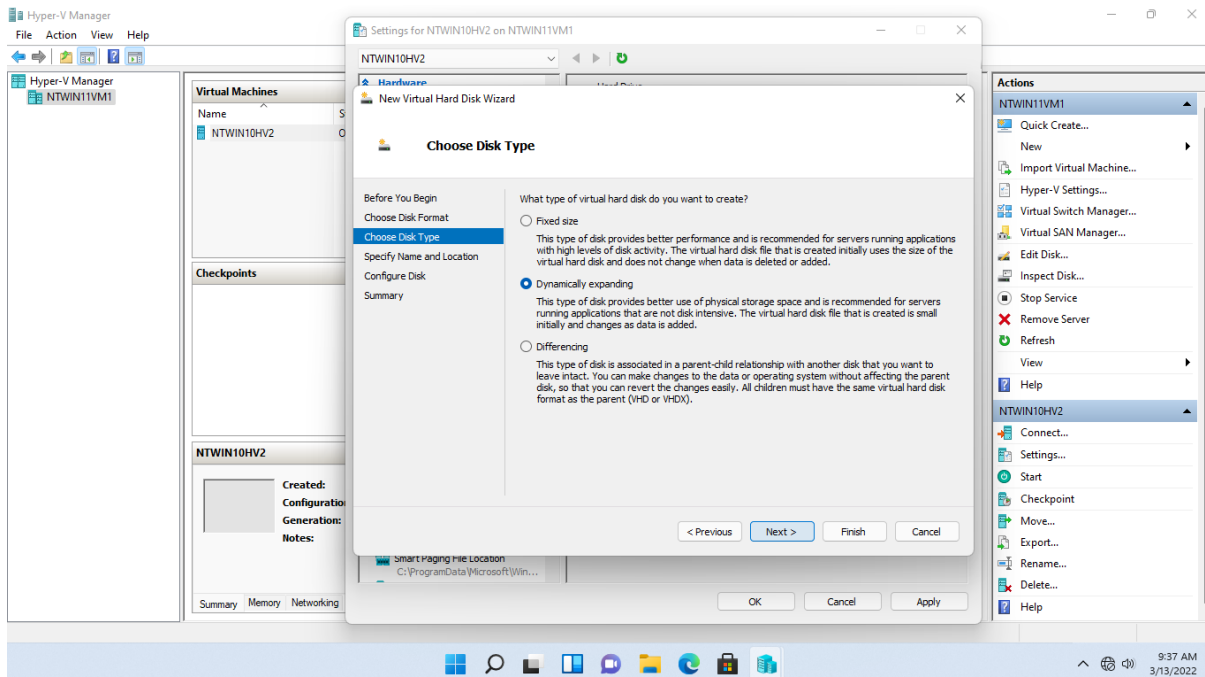 Hyper-V Manager
File Action View Help
Hyper-V Manager
NTWIN11VM1
Virtual Machines
Name
NTWIN10HV2
Checkpoints
NTWIN10HV2
Created:
Generation:
Notes:
Summary Memory Networking
Settings for NTWIN10HV2 on NTWIN11VM1
NTWIN10HV2
Hardware
Hard Drive
New Virtual Hard Disk Wizard
Choose Disk Type
Before You Begin
Choose Disk Format
Choose Disk Type
Specify Name and Location
Configure Disk
Summary
What type of virtual hard disk do you want to create?
Fixed size
This type of disk provides better performance and is recommended for servers running applications
with high levels of disk activity. The virtual hard disk file that is created initially uses the size of the
virtual hard disk and does not change when data is deleted or added.
Dynamically expanding
This type of disk provides better use of physical storage space and is recommended for servers
running applications that are not disk intensive. The virtual hard disk file that is created is small
initially and changes as data is added.
Differencing
This type of disk is associated in a parent-child relationship with another disk that you want to
leave intact. You can make changes to the data or operating system without affecting the parent
disk, so that you can revert the changes easily. All children must have the same virtual hard disk
format as the parent (VHD or VHDX).
< Previous Next > Finish Cancel
Smart Paging File Location
C:\ProgramData\Microsoft\Win...
OK Cancel Apply
Actions
NTWIN11VM1
Quick Create...
New
Import Virtual Machine...
Hyper-V Settings...
Virtual Switch Manager...
Virtual SAN Manager...
Edit Disk...
Inspect Disk...
Stop Service
Remove Server
Refresh
View
Help
NTWIN10HV2
Connect...
Settings...
Start
Checkpoint
Move...
Export...
Rename...
Delete...
Help
9:37 AM
3/13/2022